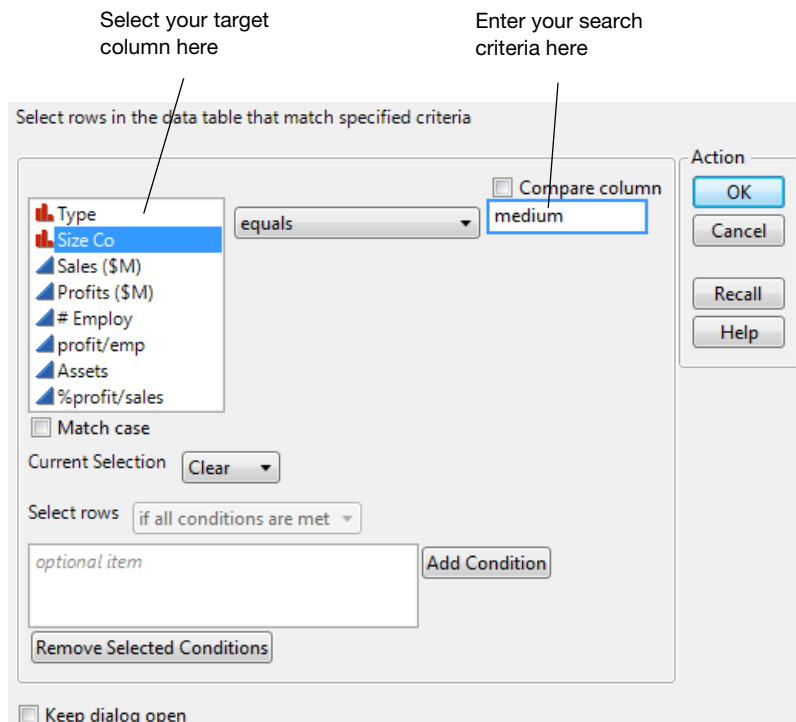 Select your target
column here
Enter your search
criteria here
Select rows in the data table that match specified criteria
Action
Compare column
Type
Size Co
Sales ($M)
Profits ($M)
# Employ
profit/emp
Assets
%profit/sales
equals
medium
OK
Cancel
Recall
Help
Match case
Current Selection
Clear
Select rows
if all conditions are met
optional item
Add Condition
Remove Selected Conditions
Keep dialog open